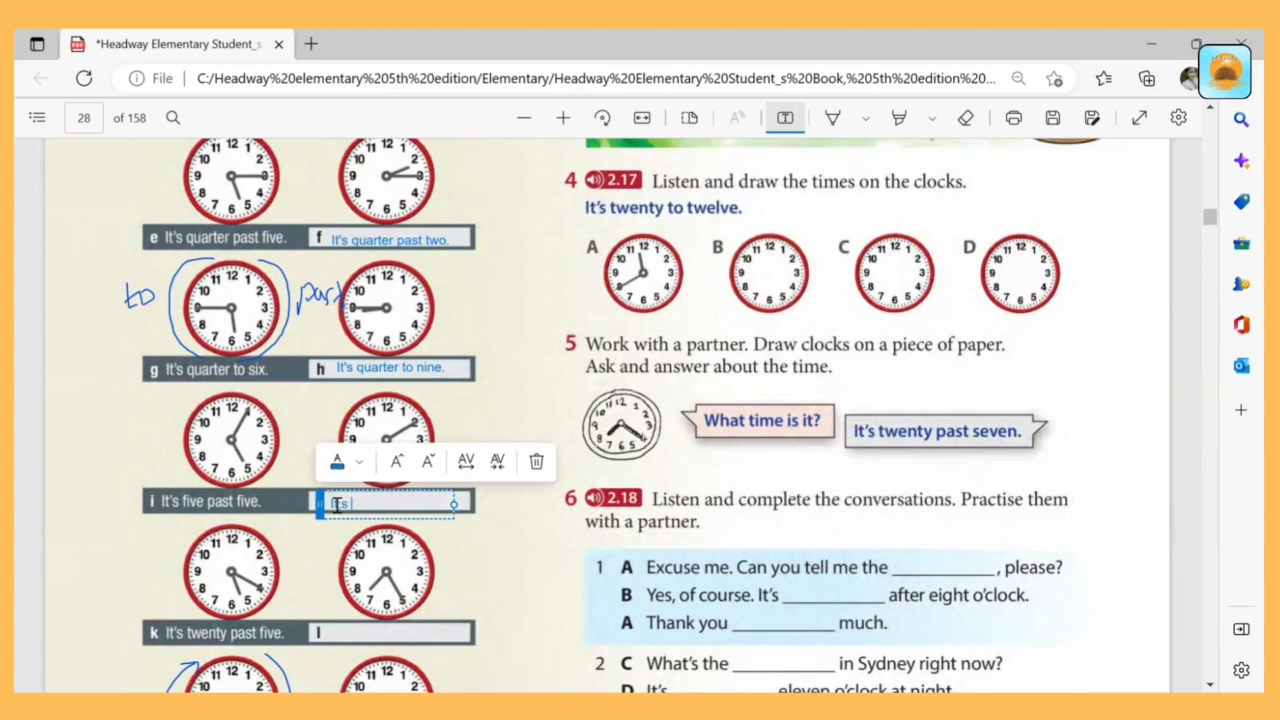 *Headway Elementary Student_s
File
C:/Headway%20elementary%205th%20edition/Elementary/Headway%20Elementary%20Student_s%20Book,%205th%20edition%20...
28 of 158
e It's quarter past five.
f It's quarter past two.
to
past
g It's quarter to six.
h It's quarter to nine.
i It's five past five.
It's
k It's twenty past five.
l
4 2.17 Listen and draw the times on the clocks.
It's twenty to twelve.
A B C D
5 Work with a partner. Draw clocks on a piece of paper.
Ask and answer about the time.
What time is it?
It's twenty past seven.
6 2.18 Listen and complete the conversations. Practise them
with a partner.
1 A Excuse me. Can you tell me the ___________, please?
B Yes, of course. It's ___________ after eight o'clock.
A Thank you ___________ much.
2 C What's the ___________ in Sydney right now?
D It's ___________ eleven o'clock at night.